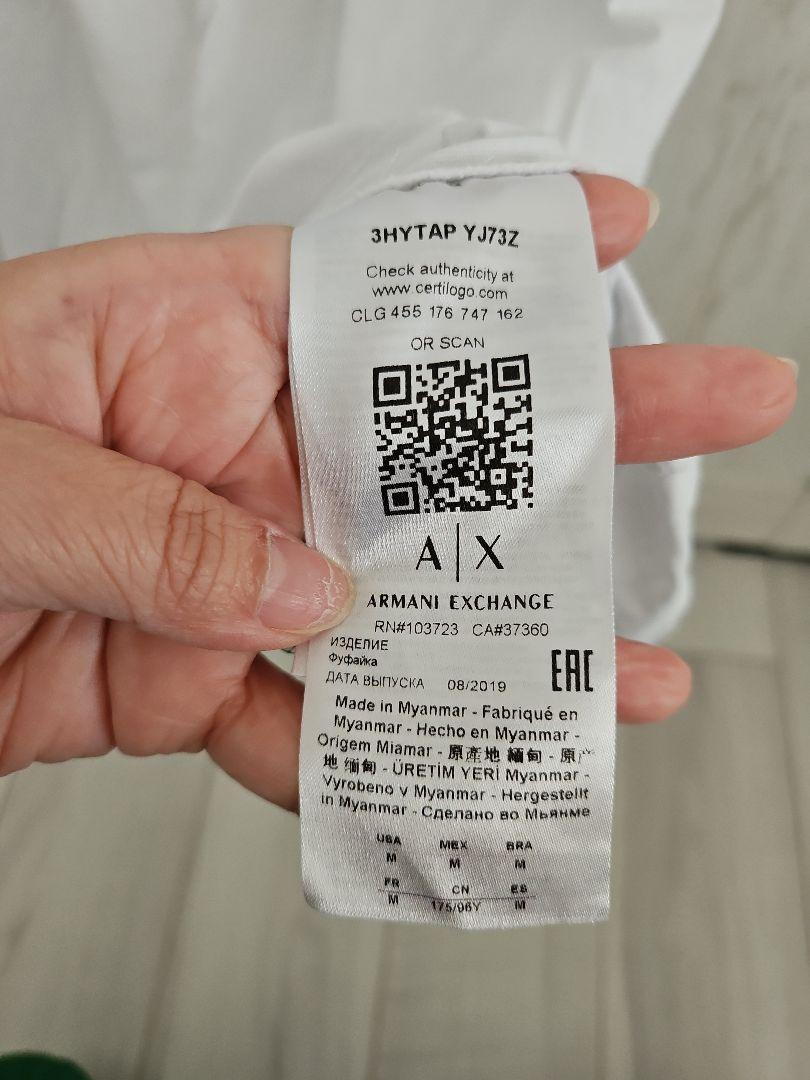 3HYTAP YJ73Z
Check authenticity at
www.certilogo.com
CLG 455 176 747 162
OR SCAN
A|X
ARMANI EXCHANGE
RN#103723 CA#37360
ИЗДЕЛИЕ
Фуфайка
ДАТА ВЫПУСКА 08/2019
EAC
Made in Myanmar - Fabriqué en
Myanmar - Hecho en Myanmar -
Origem Miamar - 原產地 緬甸 - 原产
地 缅甸 - ÜRETİM YERİ Myanmar -
Vyrobeno v Myanmar - Hergestellt
in Myanmar - Сделано во Мьянме
USA MEX BRA
M M M
FR CN ES
M 175/96Y M